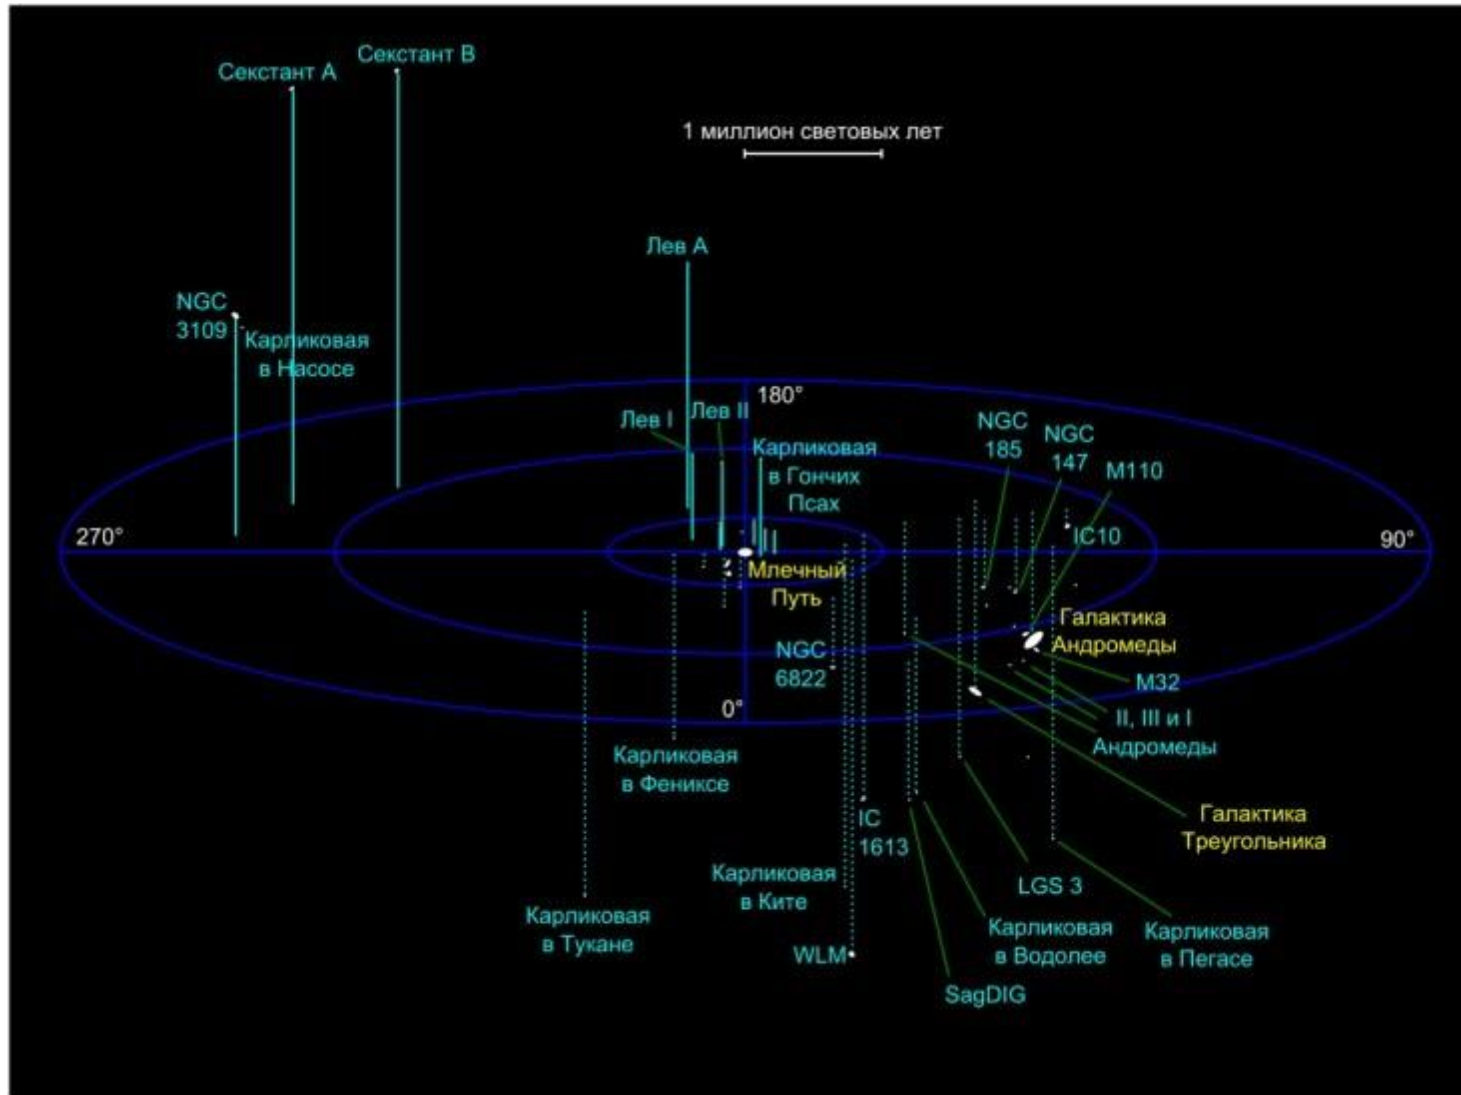 Секстант B
Секстант A
1 миллион световых лет
Лев A
NGC
3109
Карликовая
в Насосе
180°
Лев I
Лев II
Карликовая
в Гончих
Псах
NGC
185
NGC
147
M110
270°
IC10
90°
Млечный
Путь
Галактика
Андромеды
NGC
6822
M32
0°
II, III и I
Андромеды
Карликовая
в Фениксе
Галактика
Треугольника
IC
1613
Карликовая
в Ките
LGS 3
Карликовая
в Тукане
Карликовая
в Водолее
Карликовая
в Пегасе
WLM
SagDIG